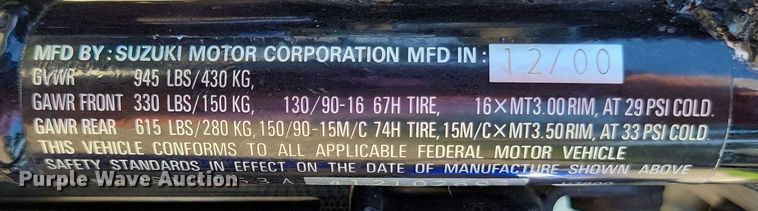 MFD BY : SUZUKI MOTOR CORPORATION MFD IN : 12/00
GVWR 945 LBS/430 KG,
GAWR FRONT 330 LBS/150 KG, 130/90-16 67H TIRE, 16×MT3.00 RIM, AT 29 PSI COLD.
GAWR REAR 615 LBS/280 KG, 150/90-15M/C 74H TIRE, 15M/C×MT3.50 RIM, AT 33 PSI COLD.
THIS VEHICLE CONFORMS TO ALL APPLICABLE FEDERAL MOTOR VEHICLE
SAFETY STANDARDS IN EFFECT ON THE DATE OF MANUFACTURE SHOWN ABOVE
Purple Wave Auction